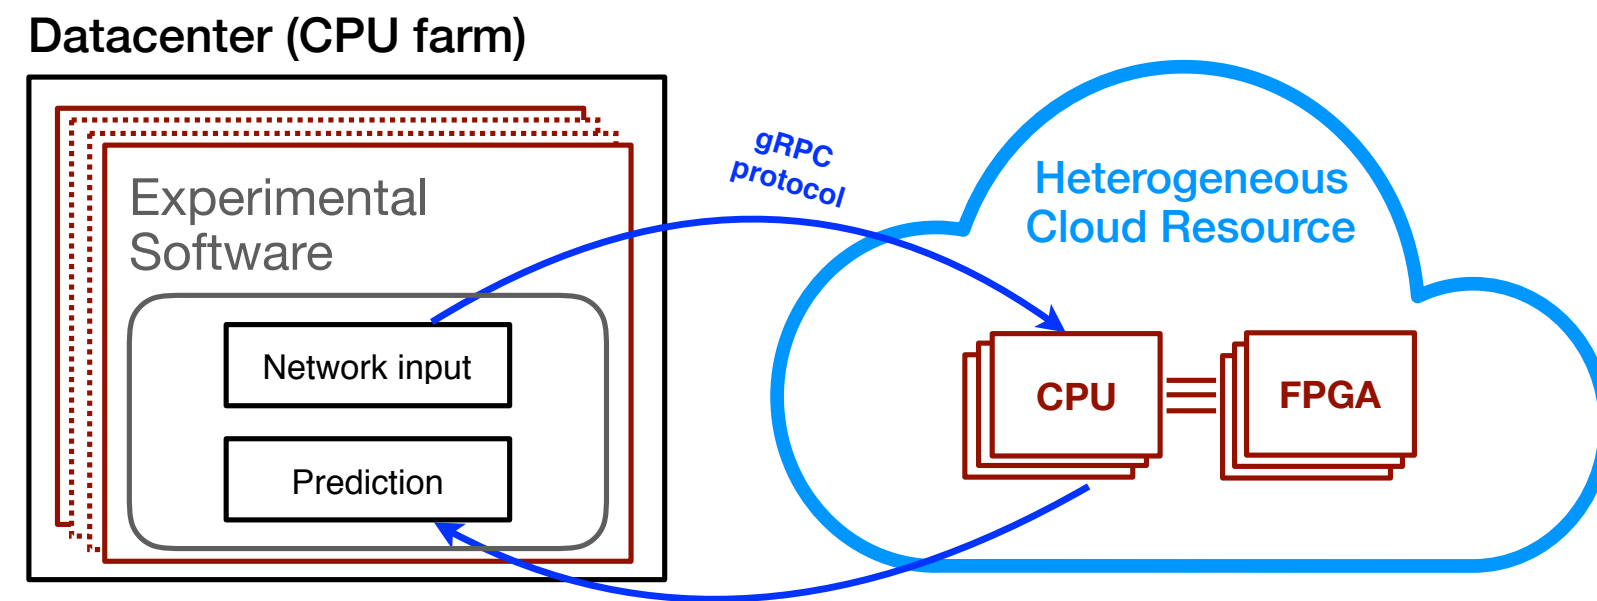 Datacenter (CPU farm)
Experimental
Software
Network input
Prediction
gRPC
protocol
Heterogeneous
Cloud Resource
CPU
FPGA